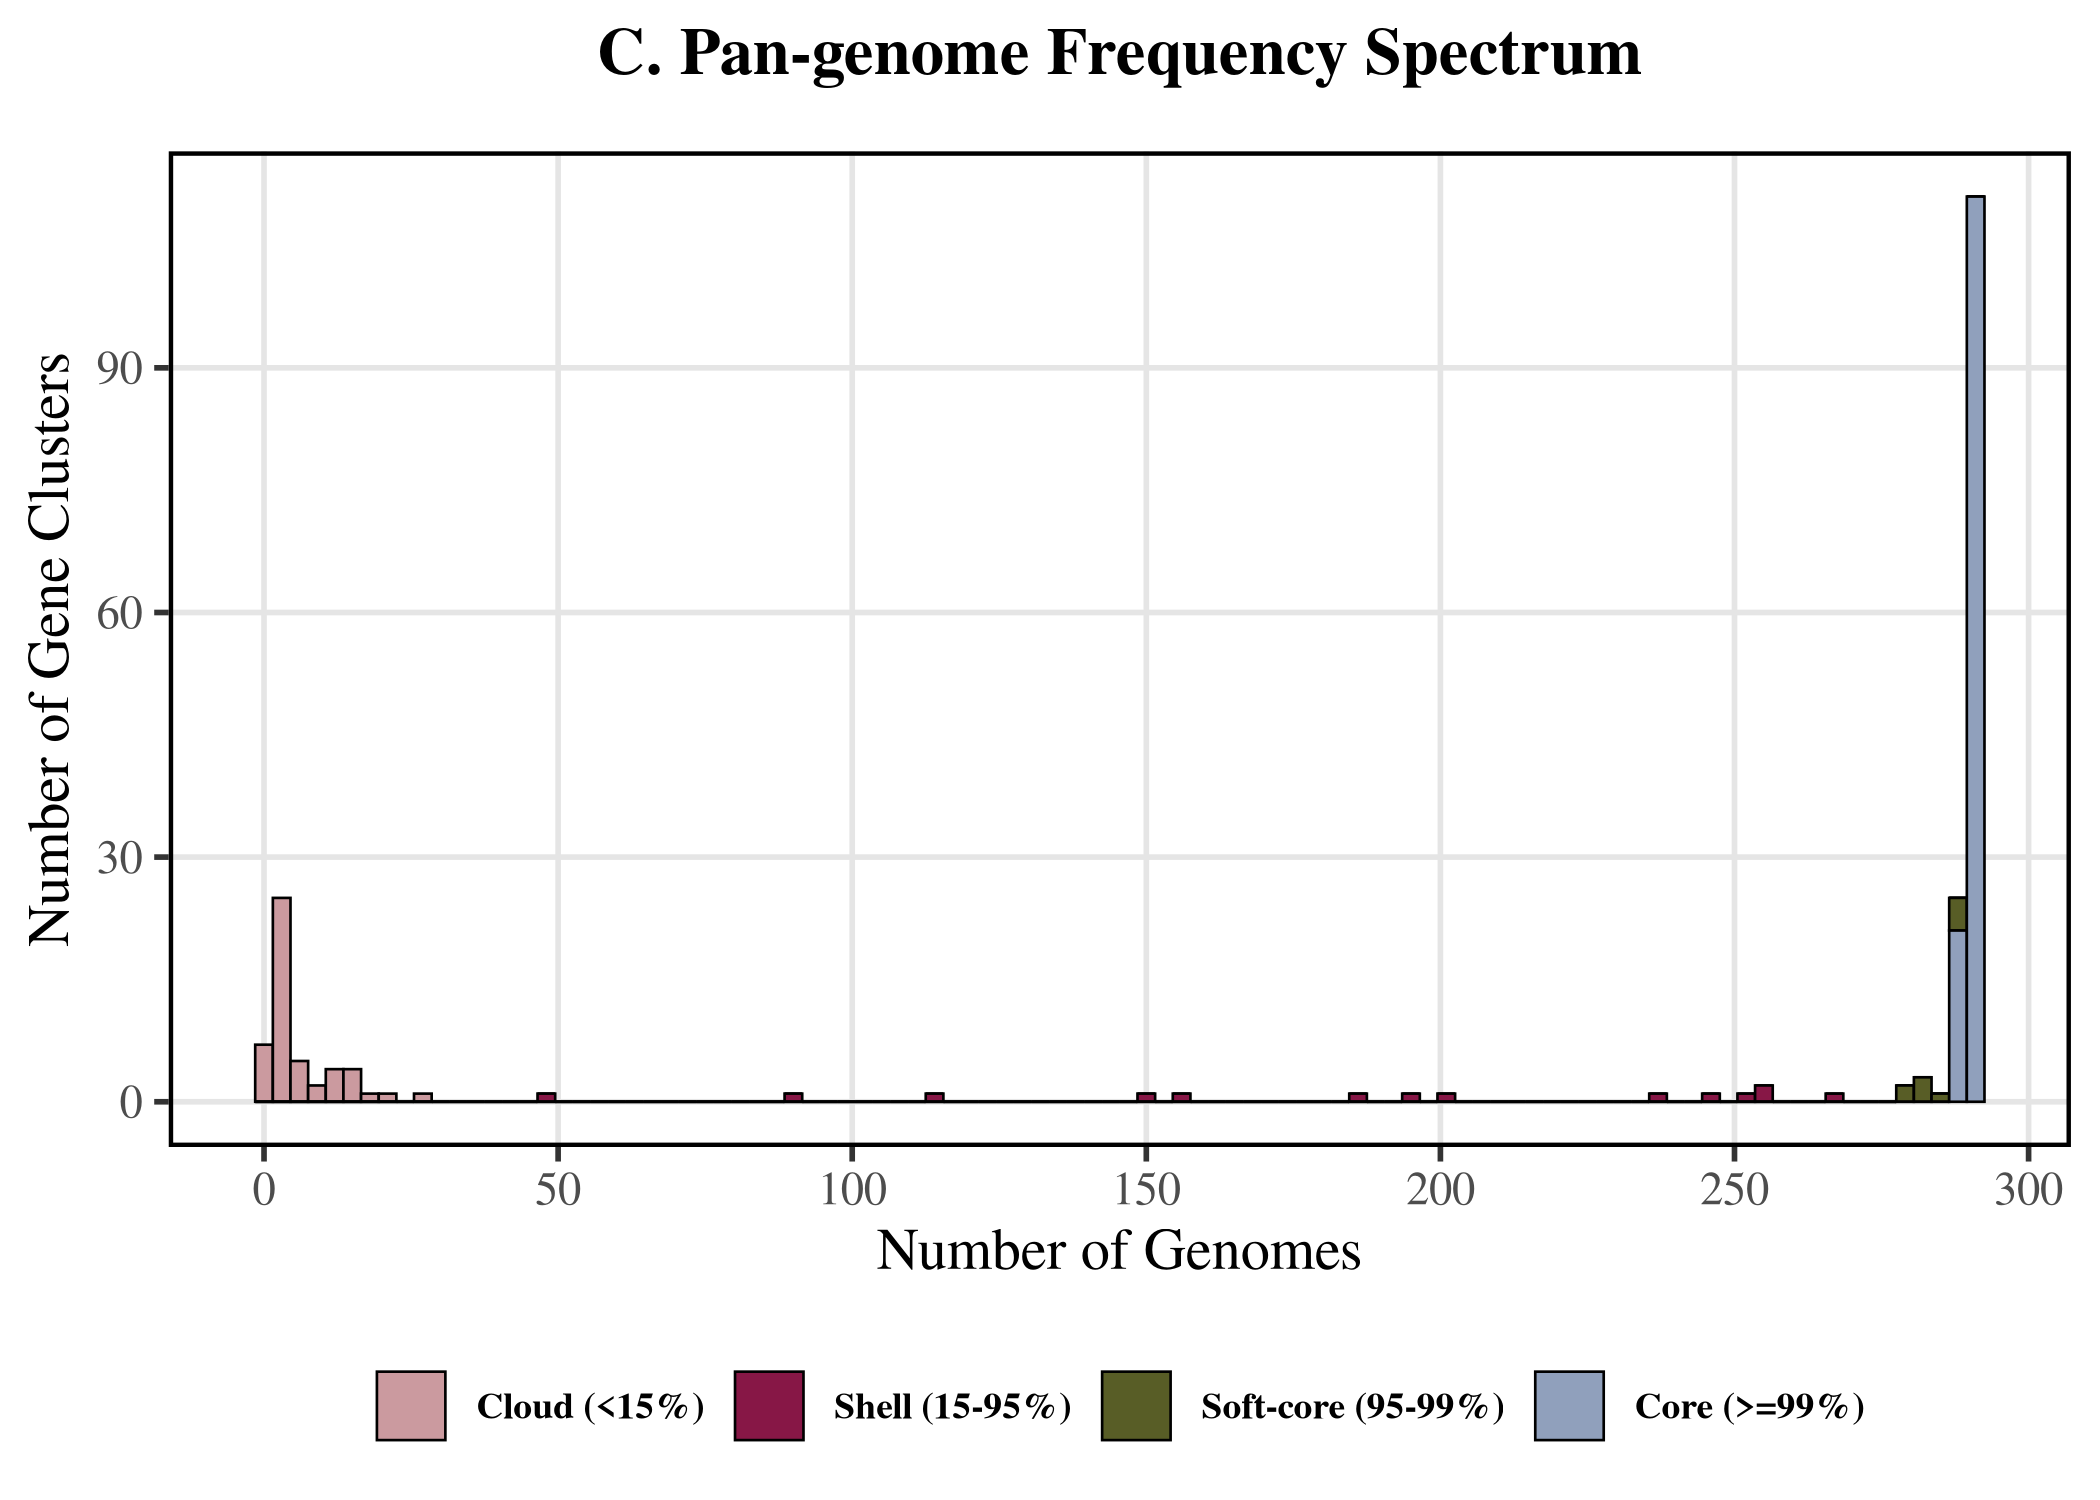 C. Pan-genome Frequency Spectrum
Number of Gene Clusters
90
60
30
0
0 50 100 150 200 250 300
Number of Genomes
Cloud (<15%) Shell (15-95%) Soft-core (95-99%) Core (>=99%)